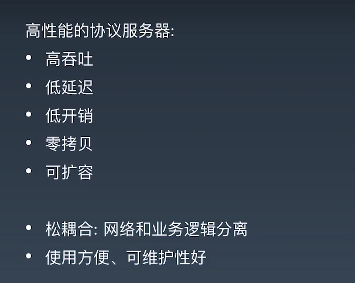 高性能的协议服务器:
• 高吞吐
• 低延迟
• 低开销
• 零拷贝
• 可扩容
• 松耦合: 网络和业务逻辑分离
• 使用方便、可维护性好